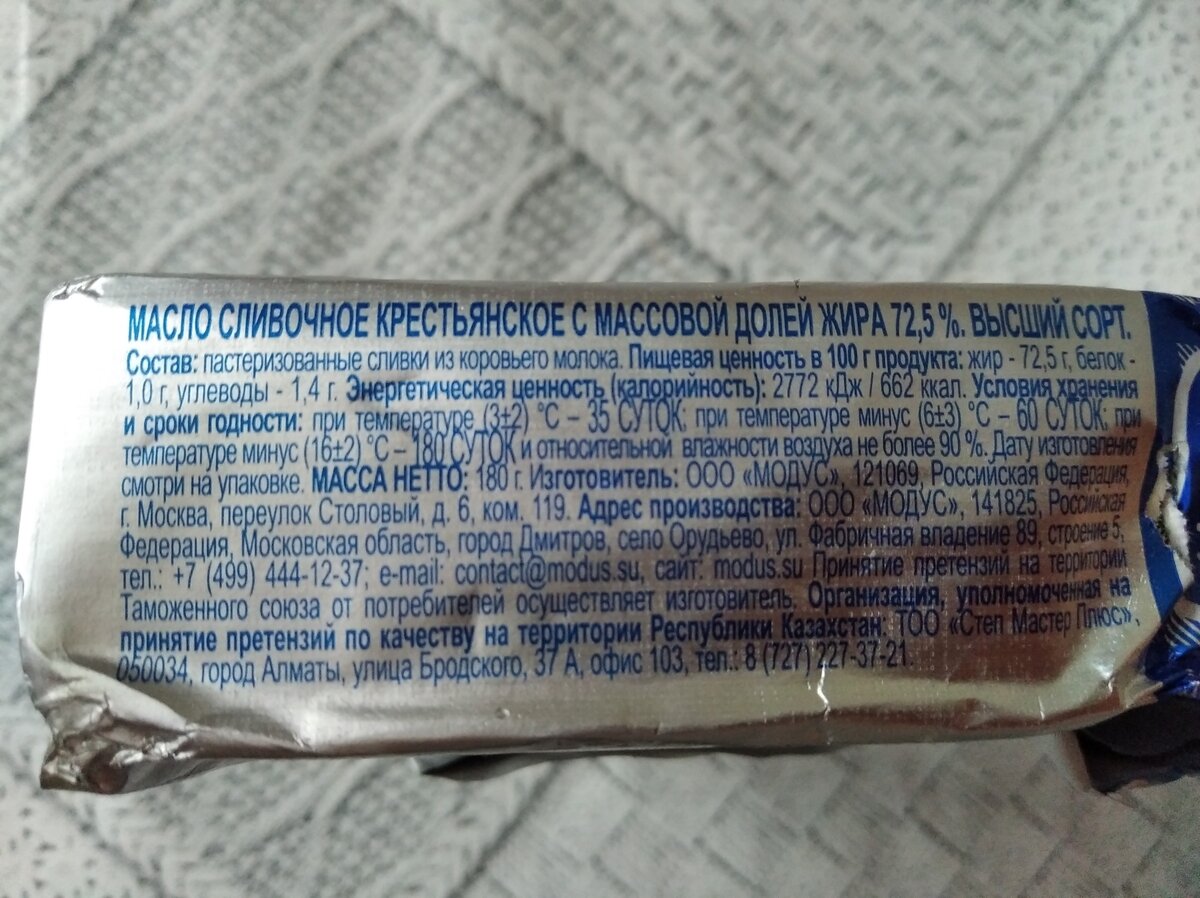 МАСЛО СЛИВОЧНОЕ КРЕСТЬЯНСКОЕ С МАССОВОЙ ДОЛЕЙ ЖИРА 72,5 %. ВЫСШИЙ СОРТ.
Состав: пастеризованные сливки из коровьего молока. Пищевая ценность в 100 г продукта: жир - 72,5 г, белок -
1,0 г, углеводы - 1,4 г. Энергетическая ценность (калорийность): 2772 кДж / 662 ккал. Условия хранения
и сроки годности: при температуре (3±2) °С – 35 СУТОК; при температуре минус (6±3) °С – 60 СУТОК; при
температуре минус (16±2) °С – 180 СУТОК и относительной влажности воздуха не более 90 %. Дату изготовления
смотри на упаковке. МАССА НЕТТО: 180 г. Изготовитель: ООО «МОДУС», 121069, Российская Федерация,
г. Москва, переулок Столовый, д. 6, ком. 119. Адрес производства: ООО «МОДУС», 141825, Российская
Федерация, Московская область, город Дмитров, село Орудьево, ул. Фабричная владение 89, строение 5,
тел.: +7 (499) 444-12-37; e-mail: contact@modus.su, сайт: modus.su Принятие претензий на территории
Таможенного союза от потребителей осуществляет изготовитель. Организация, уполномоченная на
принятие претензий по качеству на территории Республики Казахстан: ТОО «Степ Мастер Плюс»,
050034, город Алматы, улица Бродского, 37 А, офис 103, тел.: 8 (727) 227-37-21.